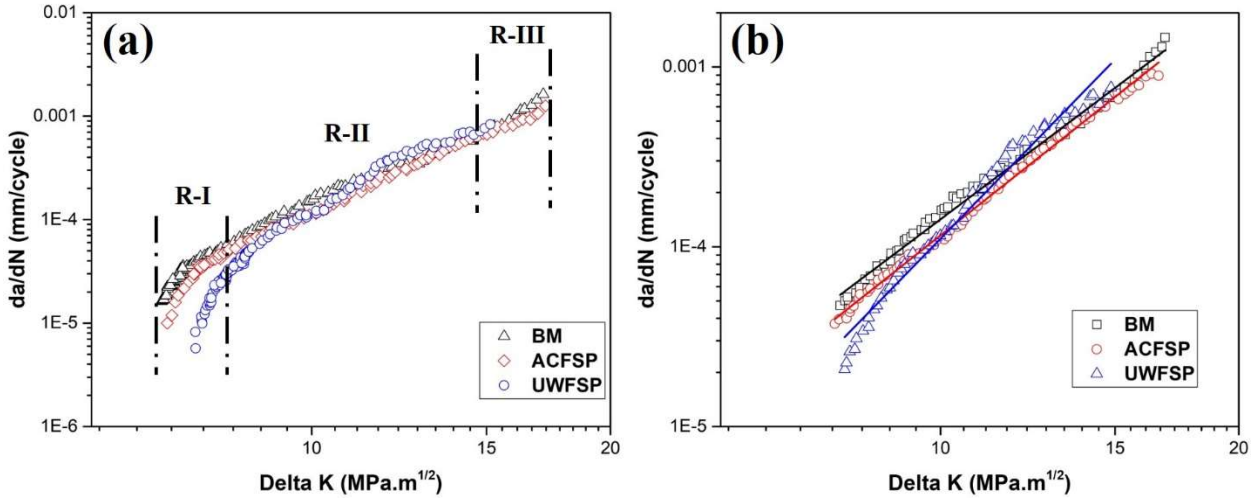 (a)
R-I
R-II
R-III
0.01
0.001
1E-4
1E-5
1E-6
da/dN (mm/cycle)
10
15
20
Delta K (MPa.m1/2)
BM
ACFSP
UWFSP
(b)
0.001
1E-4
1E-5
da/dN (mm/cycle)
10
15
20
Delta K (MPa.m1/2)
BM
ACFSP
UWFSP